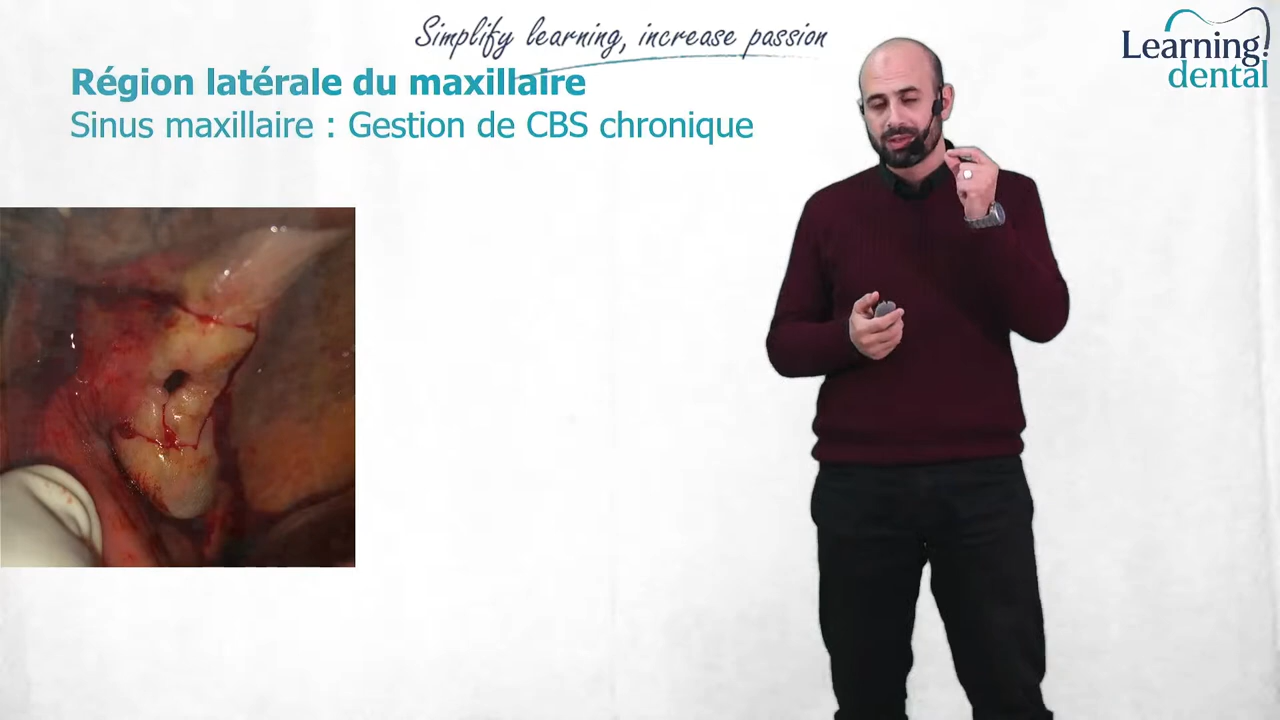 Simplify learning, increase passion
Learning!
dental
Région latérale du maxillaire
Sinus maxillaire : Gestion de CBS chronique